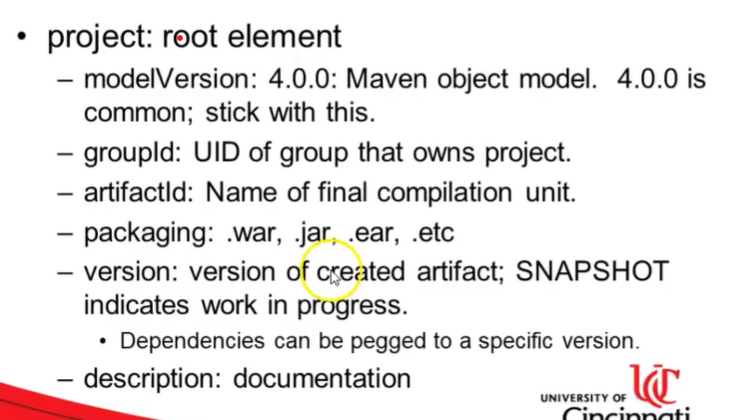 • project: root element
– modelVersion: 4.0.0: Maven object model. 4.0.0 is
common; stick with this.
– groupId: UID of group that owns project.
– artifactId: Name of final compilation unit.
– packaging: .war, .jar, .ear, .etc
– version: version of created artifact; SNAPSHOT
indicates work in progress.
• Dependencies can be pegged to a specific version.
– description: documentation
UNIVERSITY OF
Cincinnati